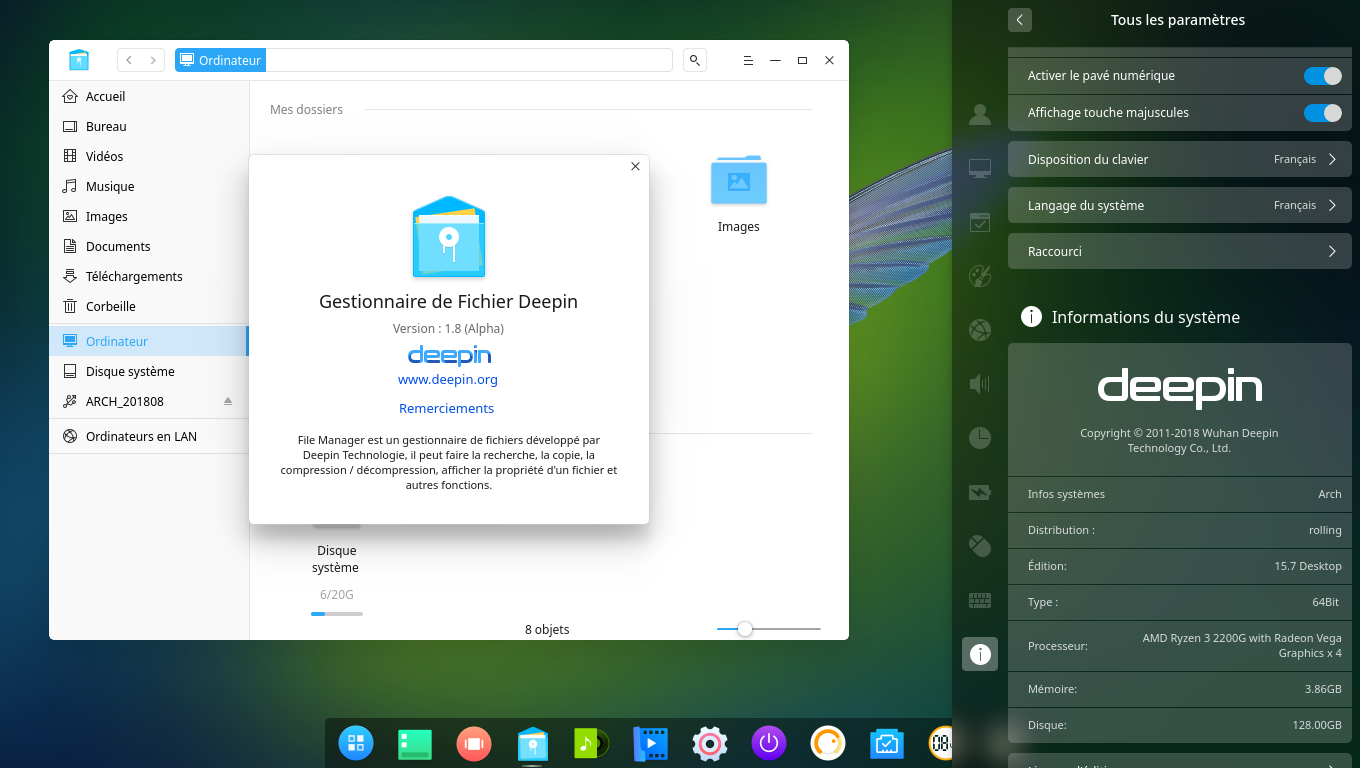 Ordinateur
Accueil
Bureau
Vidéos
Musique
Images
Documents
Téléchargements
Corbeille
Ordinateur
Disque système
ARCH_201808
Ordinateurs en LAN
Mes dossiers
Images
Gestionnaire de Fichier Deepin
Version : 1.8 (Alpha)
deepin
www.deepin.org
Remerciements
File Manager est un gestionnaire de fichiers développé par
Deepin Technologie, il peut faire la recherche, la copie, la
compression / décompression, afficher la propriété d'un fichier et
autres fonctions.
Disque
système
6/20G
8 objets
Tous les paramètres
Activer le pavé numérique
Affichage touche majuscules
Disposition du clavier Français
Langage du système Français
Raccourci
Informations du système
deepin
Copyright © 2011-2018 Wuhan Deepin
Technology Co., Ltd.
Infos systèmes Arch
Distribution : rolling
Édition: 15.7 Desktop
Type : 64Bit
Processeur: AMD Ryzen 3 2200G with Radeon Vega
Graphics x 4
Mémoire: 3.86GB
Disque: 128.00GB